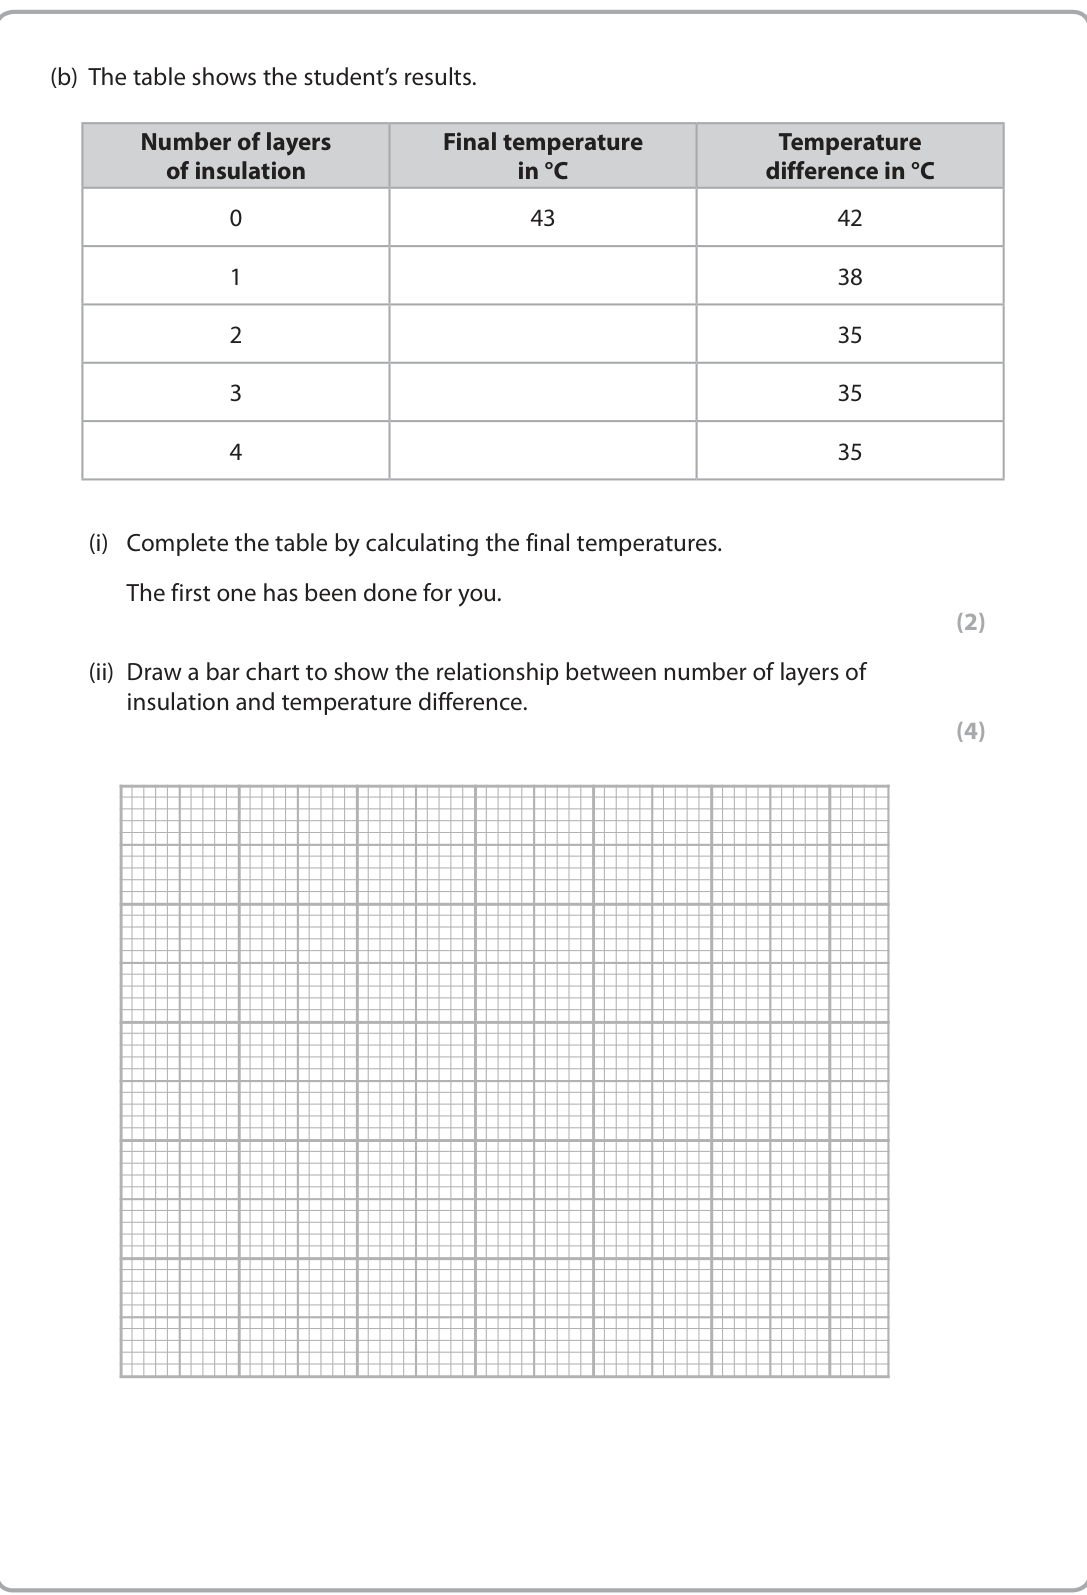 (b) The table shows the student’s results.
Number of layers of insulation Final temperature in °C Temperature difference in °C
0 43 42
1 38
2 35
3 35
4 35
(i) Complete the table by calculating the final temperatures.
The first one has been done for you.
(2)
(ii) Draw a bar chart to show the relationship between number of layers of
insulation and temperature difference.
(4)